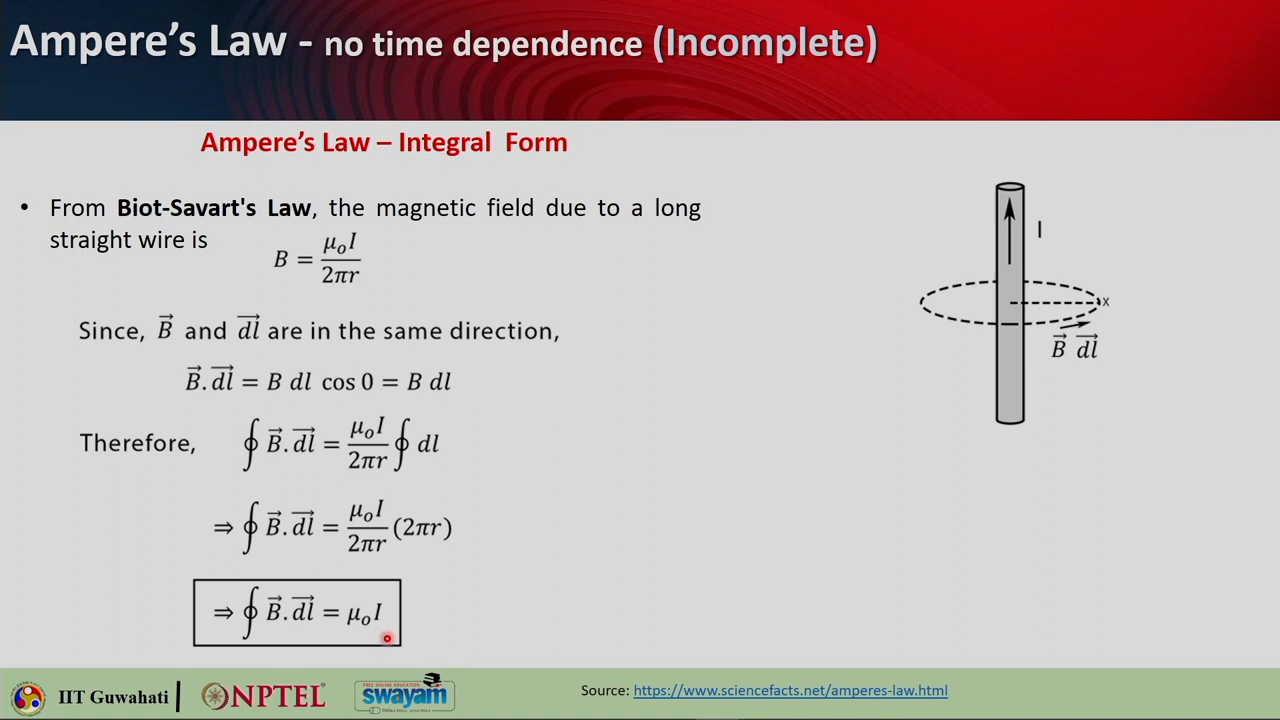 Ampere's Law - no time dependence (Incomplete)
Ampere's Law – Integral Form
• From Biot-Savart's Law, the magnetic field due to a long
straight wire is
B = μₒI / 2πr
Since, B⃗ and dl⃗ are in the same direction,
B⃗.dl⃗ = B dl cos 0 = B dl
Therefore, ∮ B⃗.dl⃗ = μₒI / 2πr ∮ dl
⇒ ∮ B⃗.dl⃗ = μₒI / 2πr (2πr)
⇒ ∮ B⃗.dl⃗ = μₒI
I
x
B⃗ dl⃗
IIT Guwahati
NPTEL
FREE ONLINE EDUCATION
swayam
Source: https://www.sciencefacts.net/amperes-law.html